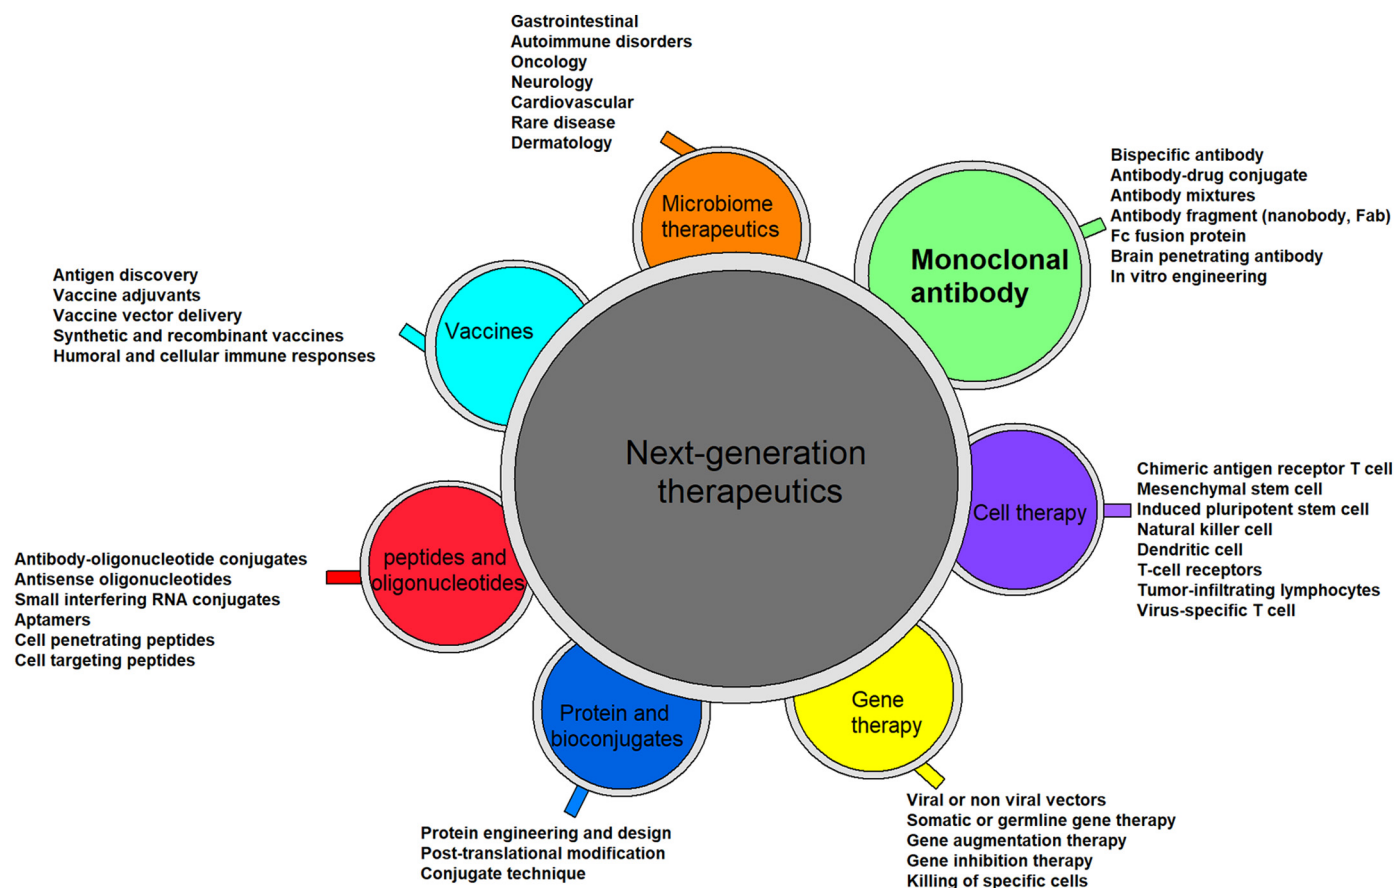 Gastrointestinal
Autoimmune disorders
Oncology
Neurology
Cardiovascular
Rare disease
Dermatology
Microbiome
therapeutics
Bispecific antibody
Antibody-drug conjugate
Antibody mixtures
Antibody fragment (nanobody, Fab)
Fc fusion protein
Brain penetrating antibody
In vitro engineering
Monoclonal
antibody
Antigen discovery
Vaccine adjuvants
Vaccine vector delivery
Synthetic and recombinant vaccines
Humoral and cellular immune responses
Vaccines
Next-generation
therapeutics
Chimeric antigen receptor T cell
Mesenchymal stem cell
Induced pluripotent stem cell
Natural killer cell
Dendritic cell
T-cell receptors
Tumor-infiltrating lymphocytes
Virus-specific T cell
Cell therapy
Antibody-oligonucleotide conjugates
Antisense oligonucleotides
Small interfering RNA conjugates
Aptamers
Cell penetrating peptides
Cell targeting peptides
peptides and
oligonucleotides
Protein and
bioconjugates
Protein engineering and design
Post-translational modification
Conjugate technique
Gene
therapy
Viral or non viral vectors
Somatic or germline gene therapy
Gene augmentation therapy
Gene inhibition therapy
Killing of specific cells